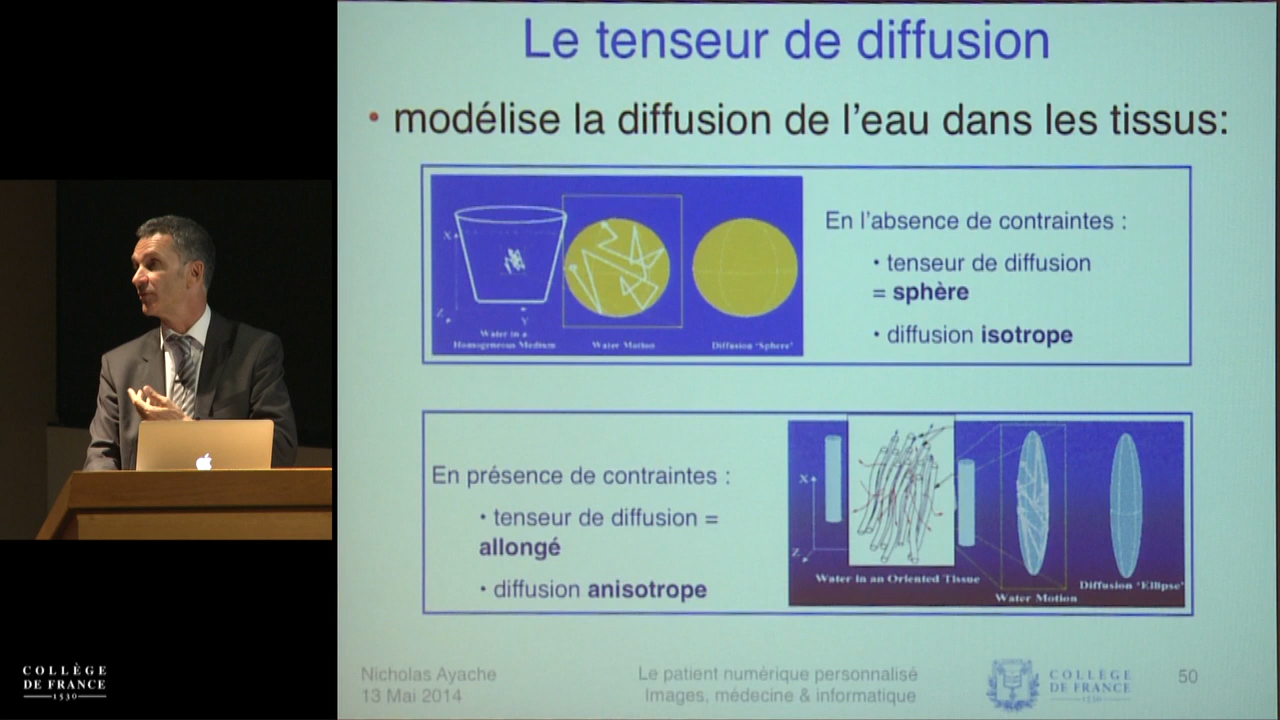 Le tenseur de diffusion
• modélise la diffusion de l'eau dans les tissus:
X
Z
Y
Water in a
Homogeneous Medium
Water Motion
Diffusion 'Sphere'
En l'absence de contraintes :
• tenseur de diffusion
= sphère
• diffusion isotrope
En présence de contraintes :
• tenseur de diffusion =
allongé
• diffusion anisotrope
X
Z
Water in an Oriented Tissue
Water Motion
Diffusion 'Ellipse'
COLLÈGE
DE FRANCE
1530
Nicholas Ayache
13 Mai 2014
Le patient numérique personnalisé
Images, médecine & informatique
COLLÈGE
DE FRANCE
1530
50